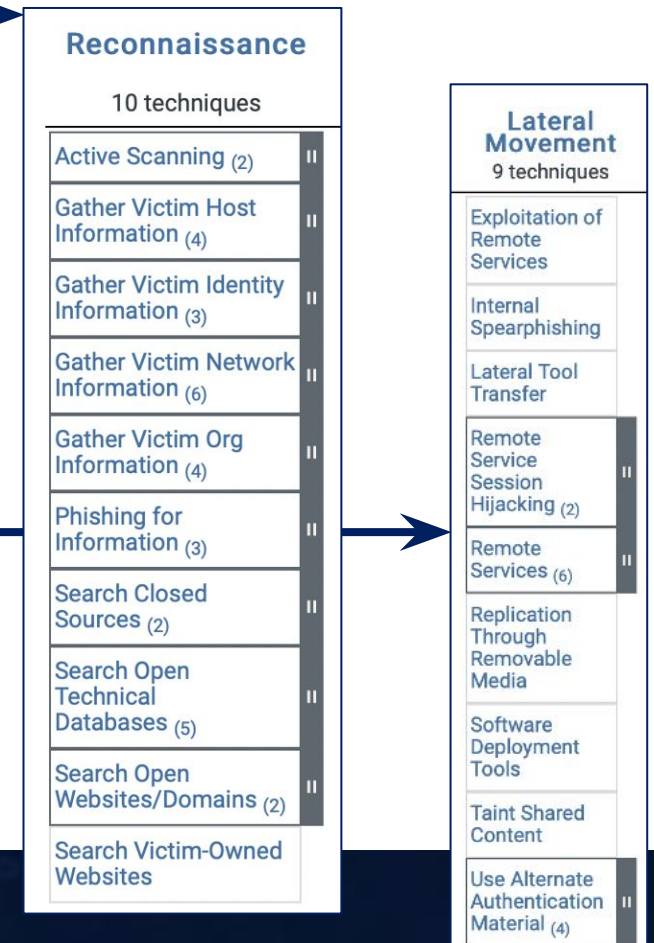 Reconnaissance
10 techniques
Active Scanning (2)
Gather Victim Host
Information (4)
Gather Victim Identity
Information (3)
Gather Victim Network
Information (6)
Gather Victim Org
Information (4)
Phishing for
Information (3)
Search Closed
Sources (2)
Search Open
Technical
Databases (5)
Search Open
Websites/Domains (2)
Search Victim-Owned
Websites
Lateral
Movement
9 techniques
Exploitation of
Remote
Services
Internal
Spearphishing
Lateral Tool
Transfer
Remote
Service
Session
Hijacking (2)
Remote
Services (6)
Replication
Through
Removable
Media
Software
Deployment
Tools
Taint Shared
Content
Use Alternate
Authentication
Material (4)